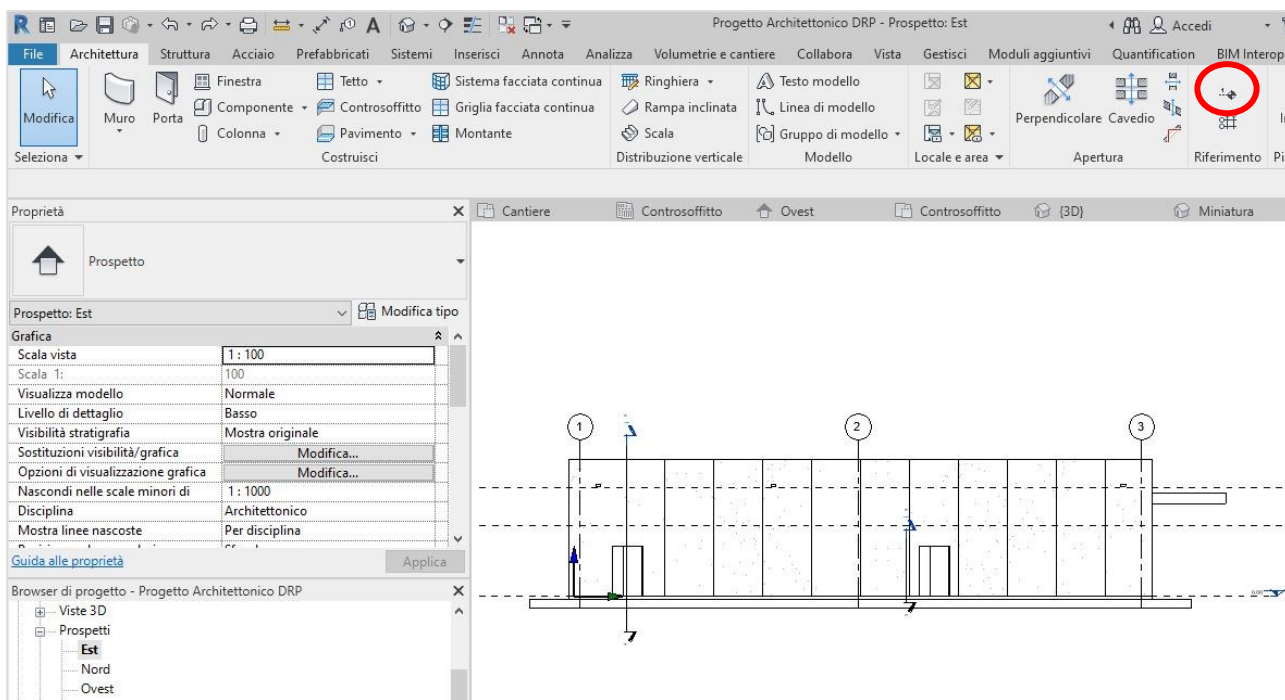 Progetto Architettonico DRP - Prospetto: Est
Accedi
File Architettura Struttura Acciaio Prefabbricati Sistemi Inserisci Annota Analizza Volumetrie e cantiere Collabora Vista Gestisci Moduli aggiuntivi Quantification BIM Interop
Modifica
Muro
Porta
Finestra
Componente
Colonna
Tetto
Controsoffitto
Pavimento
Sistema facciata continua
Griglia facciata continua
Montante
Ringhiera
Rampa inclinata
Scala
Testo modello
Linea di modello
Gruppo di modello
Perpendicolare
Cavedio
Seleziona
Costruisci
Distribuzione verticale
Modello
Locale e area
Apertura
Riferimento
Proprietà
Cantiere
Controsoffitto
Ovest
Controsoffitto
{3D}
Miniatura
Prospetto
Prospetto: Est
Modifica tipo
Grafica
Scala vista 1 : 100
Scala 1: 100
Visualizza modello Normale
Livello di dettaglio Basso
Visibilità stratigrafia Mostra originale
Sostituzioni visibilità/grafica Modifica...
Opzioni di visualizzazione grafica Modifica...
Nascondi nelle scale minori di 1 : 1000
Disciplina Architettonico
Mostra linee nascoste Per disciplina
Guida alle proprietà
Applica
Browser di progetto - Progetto Architettonico DRP
Viste 3D
Prospetti
Est
Nord
Ovest
1
2
3